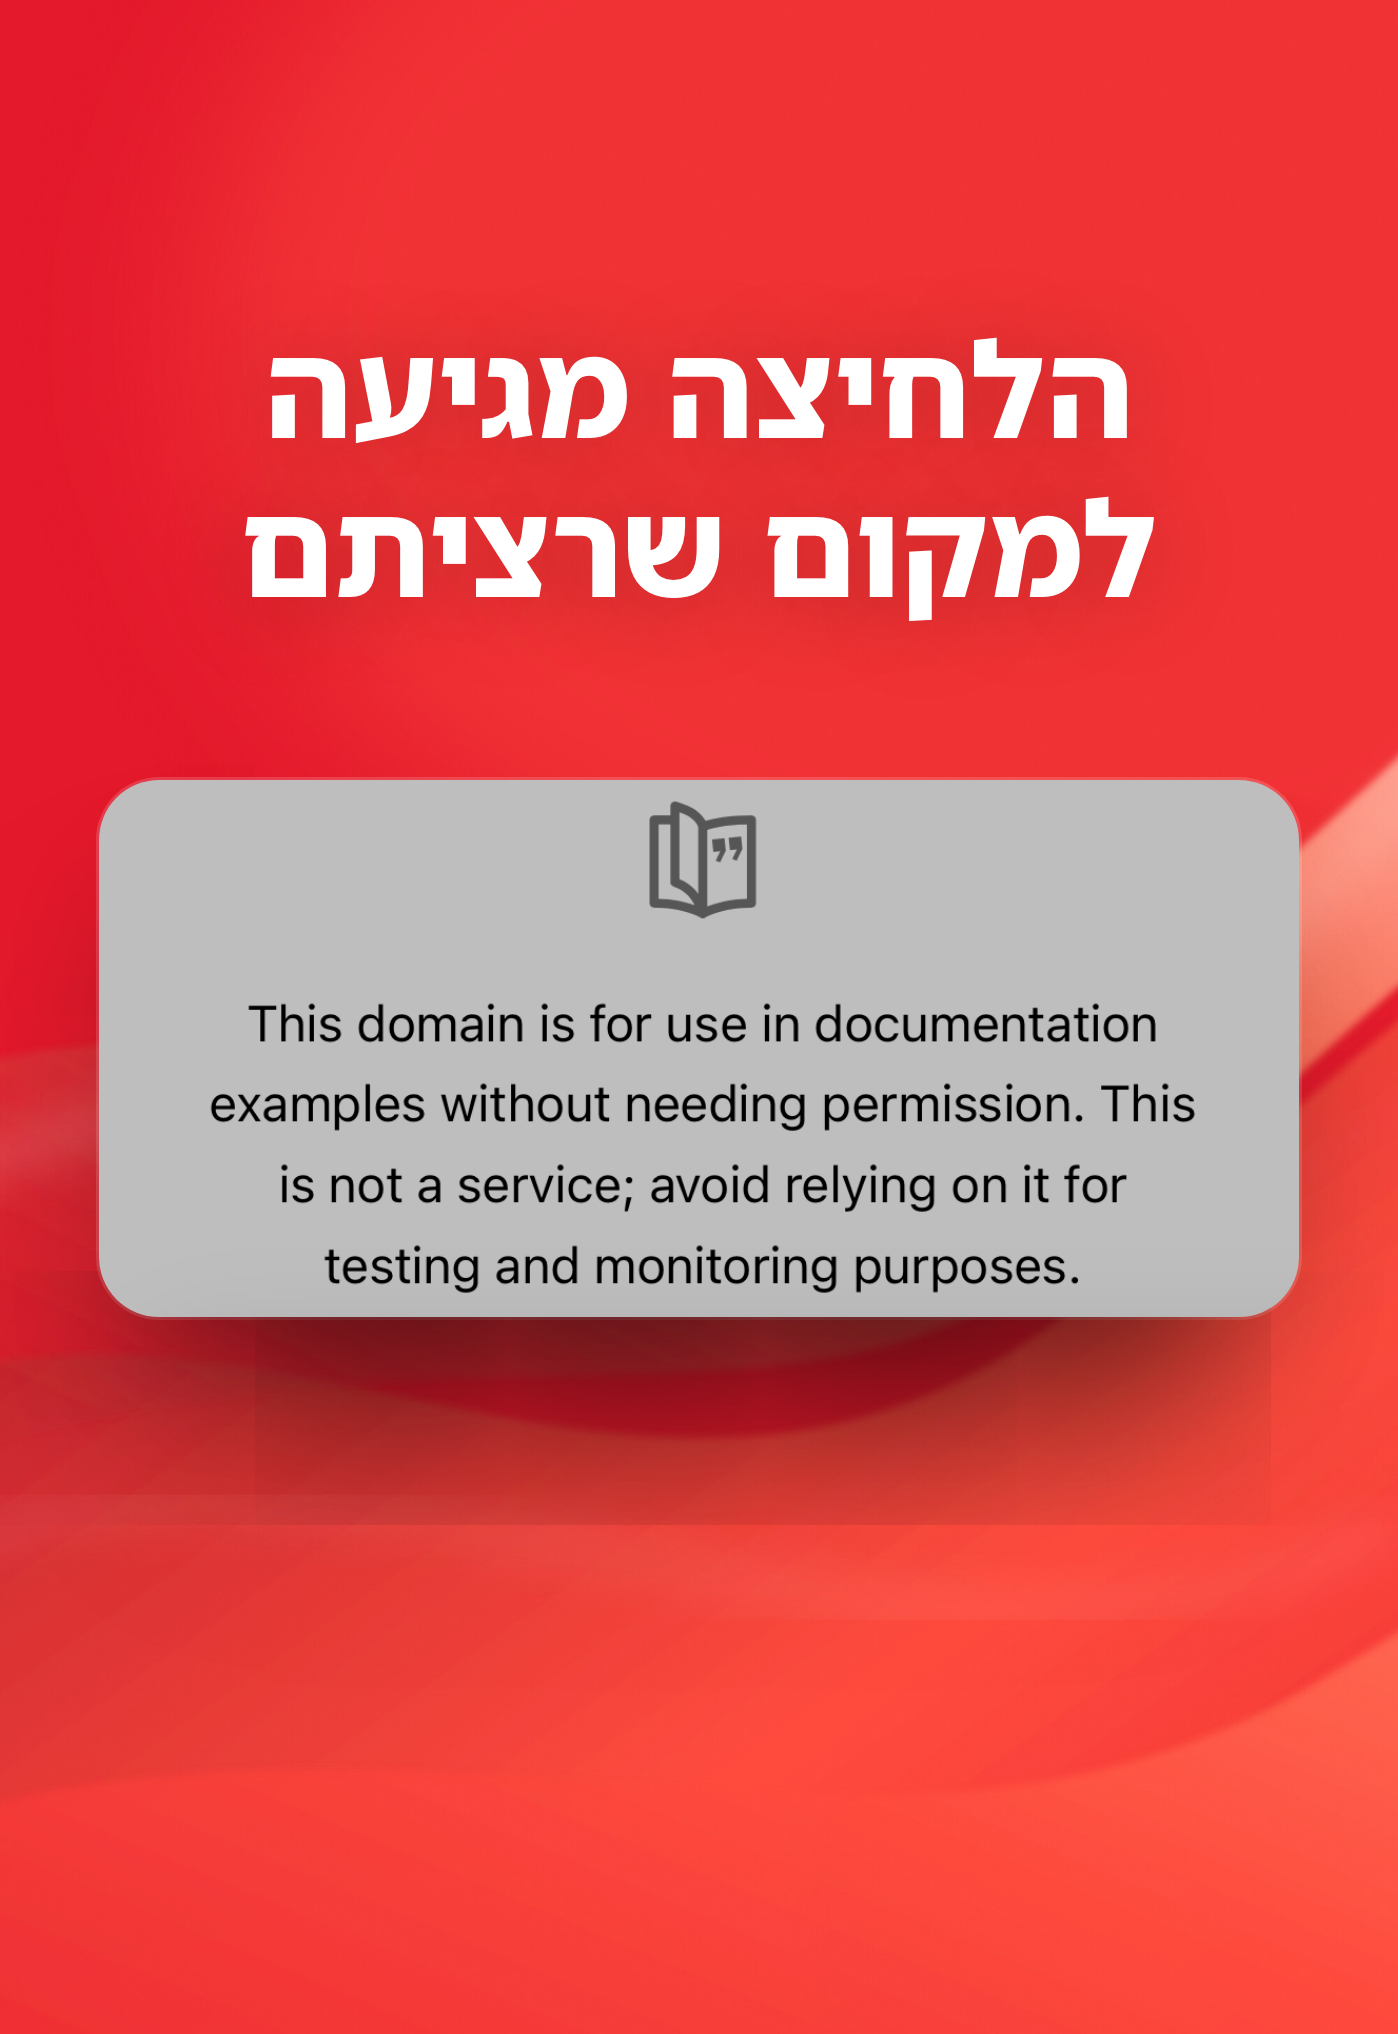 הלחיצה מגיעה
למקום שרציתם
”
This domain is for use in documentation
examples without needing permission. This
is not a service; avoid relying on it for
testing and monitoring purposes.